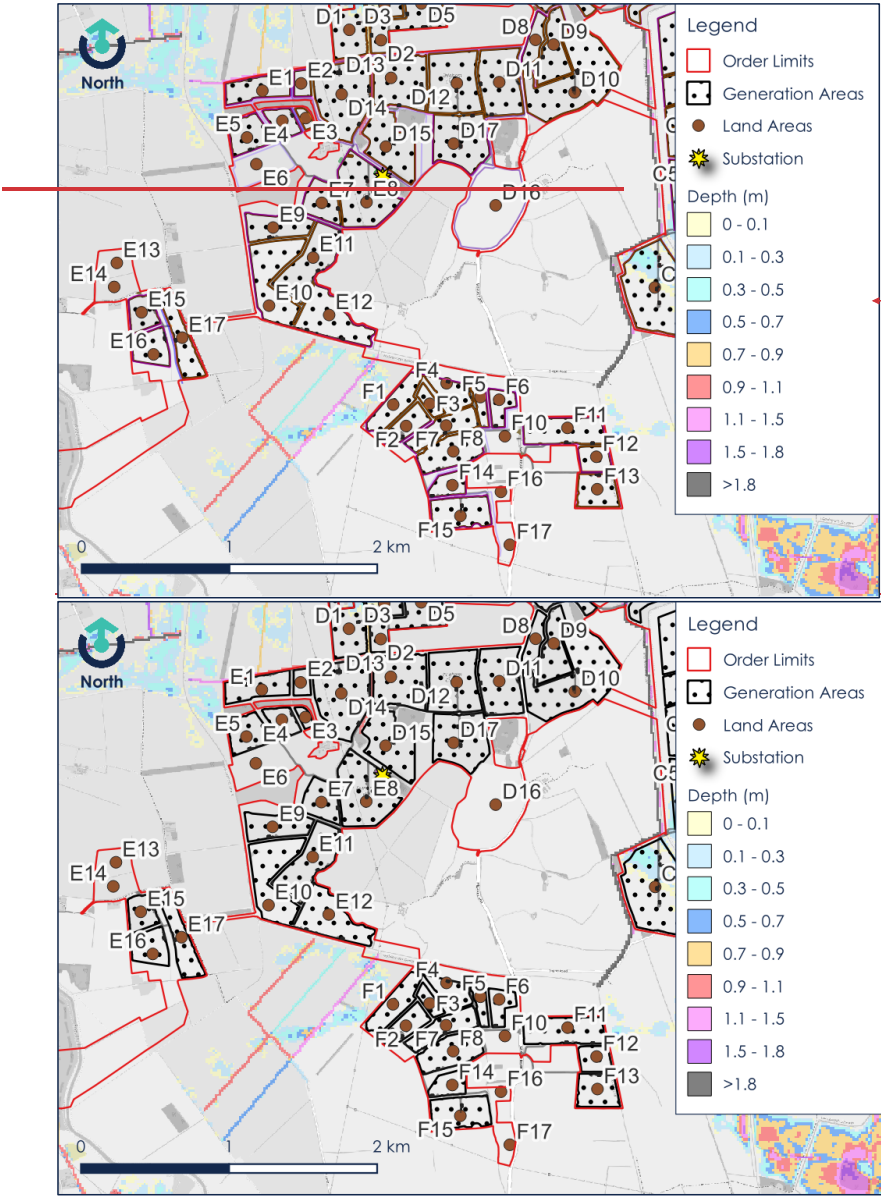 D1 D3 D5
D8 D9
Legend
Order Limits
Generation Areas
Land Areas
Substation
Depth (m)
0 - 0.1
0.1 - 0.3
0.3 - 0.5
0.5 - 0.7
0.7 - 0.9
0.9 - 1.1
1.1 - 1.5
1.5 - 1.8
>1.8
North
E1 E2 D13 D2 D12 D11 D10
D14
E5 E4 E3 D15 D17
E6 C5
E7 E8 D16
E9
E11
E13
E14 C
E10 E12
E15
E16 E17
F4 F5 F6
F1 F3
F2 F7 F8 F10 F11
F12
F14 F16 F13
F15 F17
0 1 2 km
D1 D3 D5
D8 D9
Legend
Order Limits
Generation Areas
Land Areas
Substation
Depth (m)
0 - 0.1
0.1 - 0.3
0.3 - 0.5
0.5 - 0.7
0.7 - 0.9
0.9 - 1.1
1.1 - 1.5
1.5 - 1.8
>1.8
North
E1 E2 D13 D2 D12 D11 D10
D14
E5 E4 E3 D15 D17
E6 C5
E7 E8 D16
E9
E11
E13
E14 C
E10 E12
E15
E16 E17
F4 F5 F6
F1 F3
F2 F7 F8 F10 F11
F12
F14 F16 F13
F15 F17
0 1 2 km